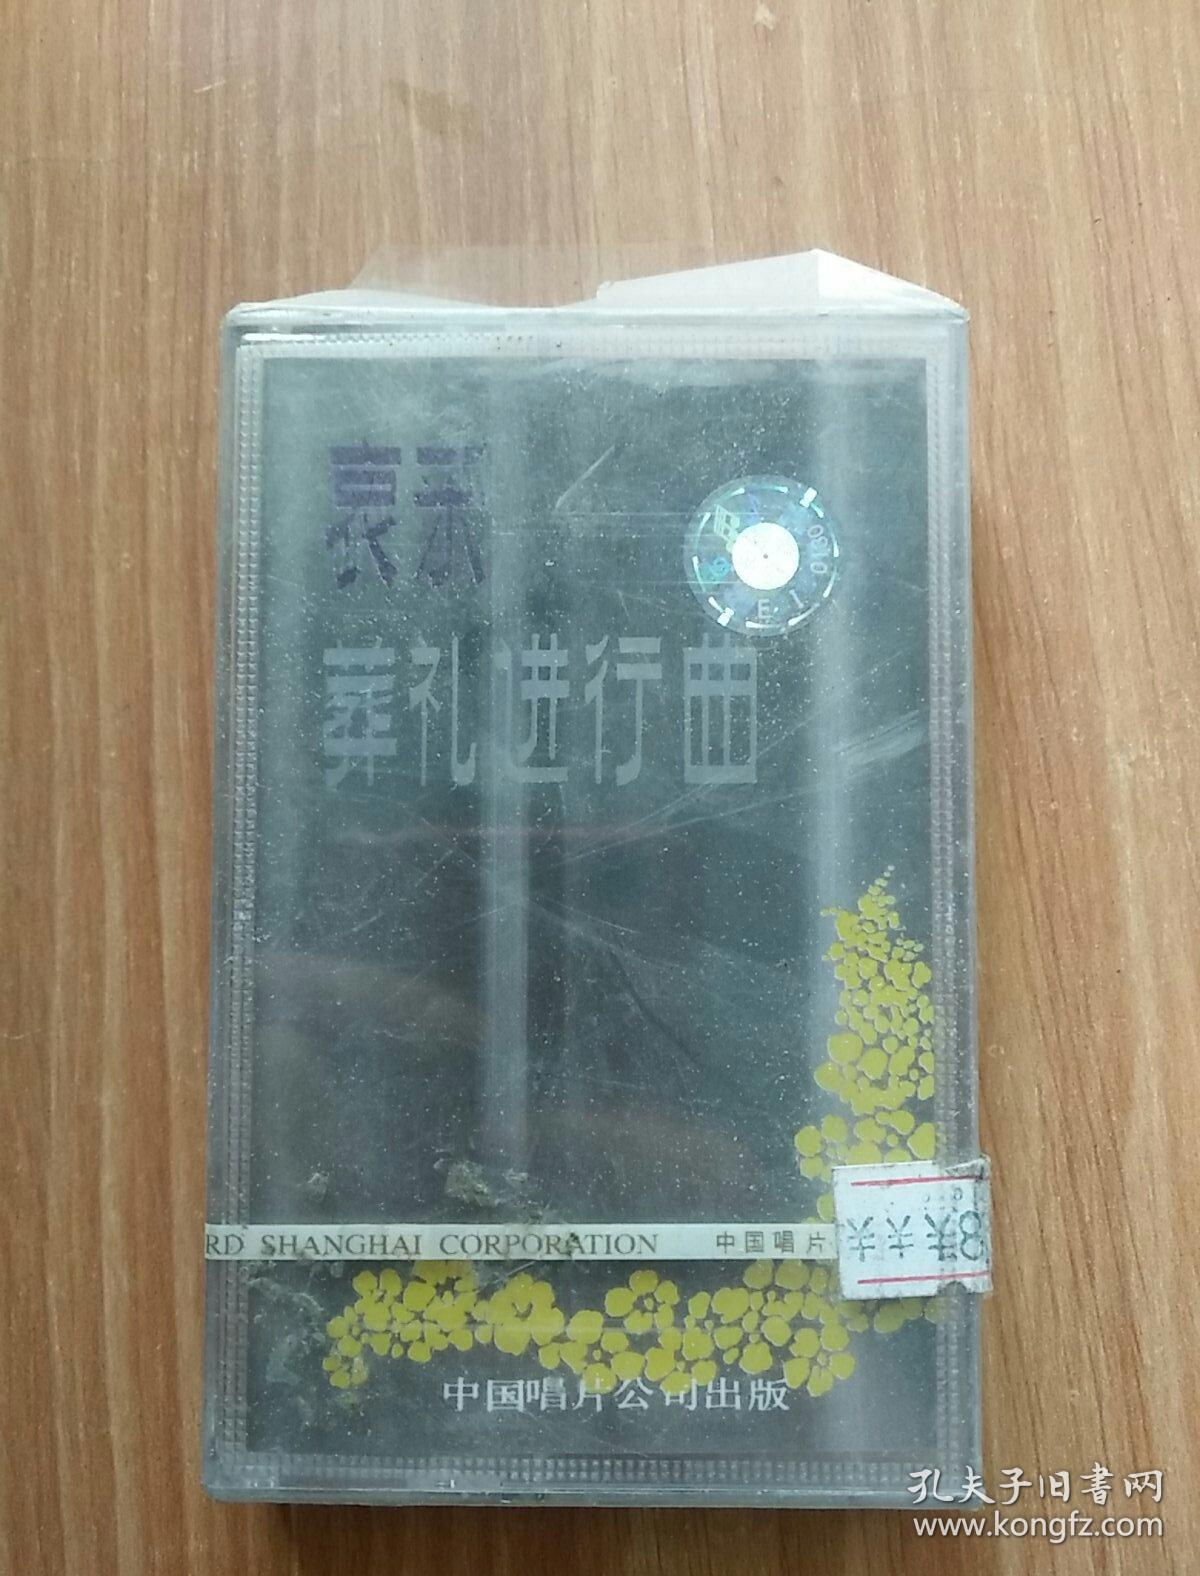 哀乐
葬礼进行曲
0130
E I
RD SHANGHAI CORPORATION 中国唱片
中国唱片公司出版
孔夫子旧书网
www.kongfz.com